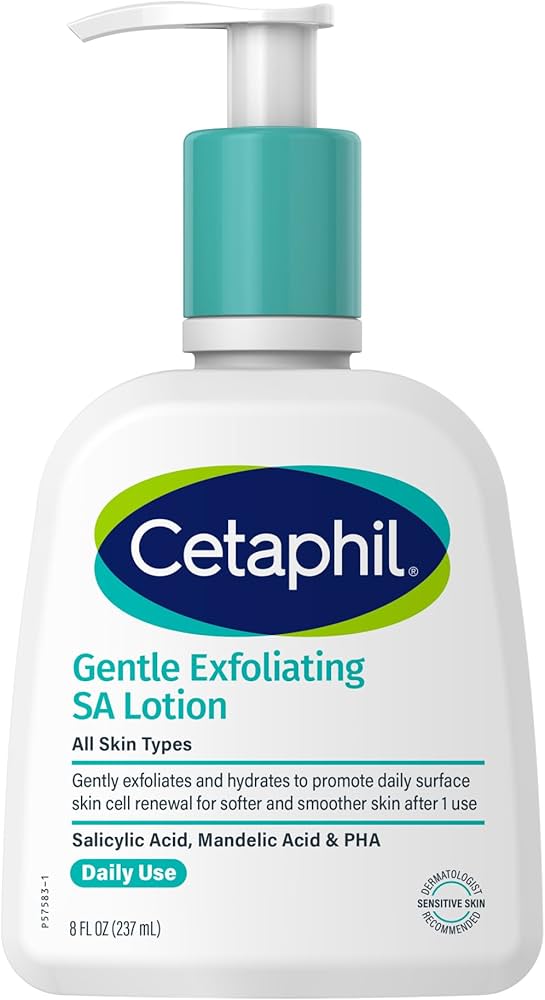 Cetaphil®
Gentle Exfoliating
SA Lotion
All Skin Types
Gently exfoliates and hydrates to promote daily surface
skin cell renewal for softer and smoother skin after 1 use
Salicylic Acid, Mandelic Acid & PHA
Daily Use
8 FL OZ (237 mL)
P57583-1
DERMATOLOGIST
SENSITIVE SKIN
RECOMMENDED